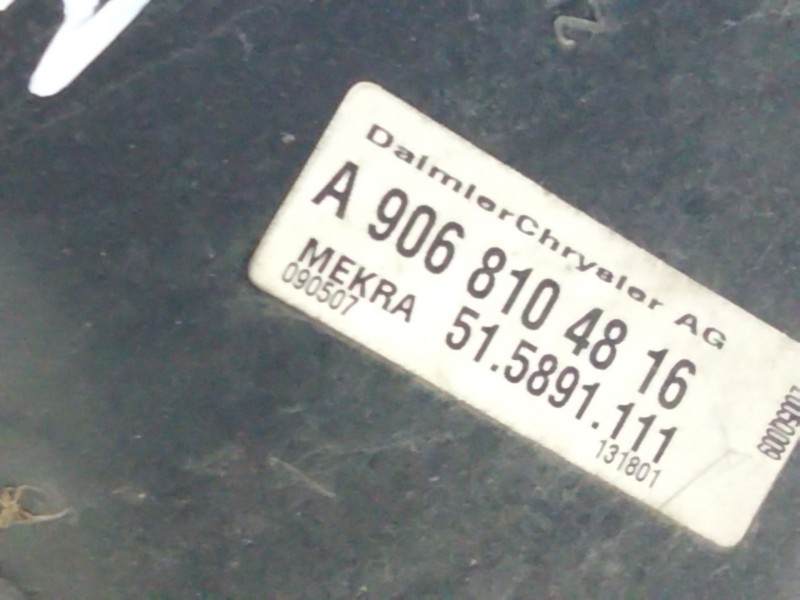 DaimlerChrysler AG
A 906 810 48 16
MEKRA 51.5891.111
090507
131801